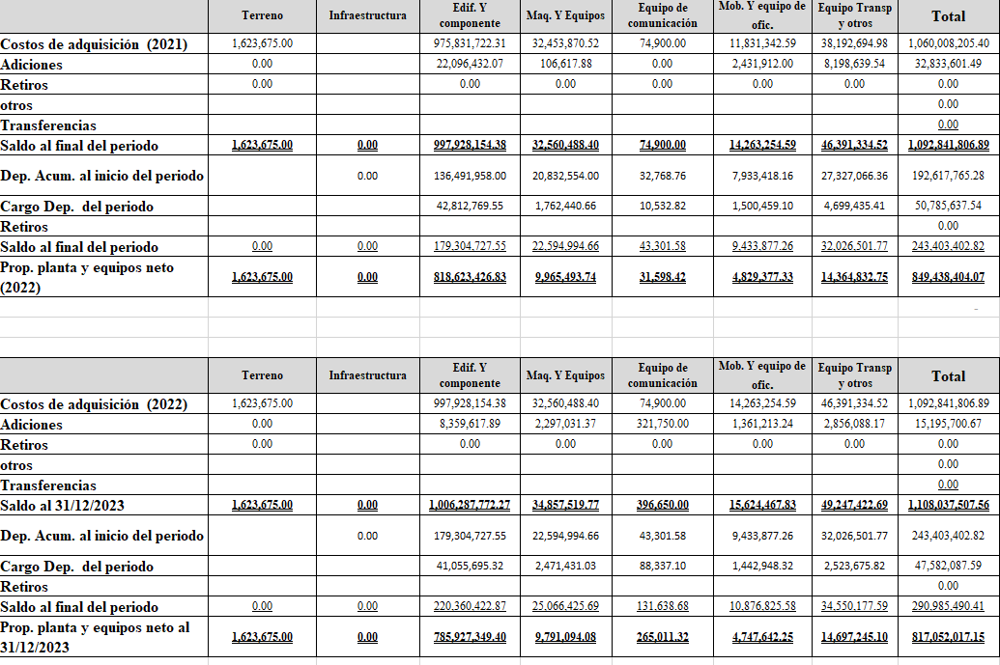 Terreno Infraestructura Edif. Y componente Maq. Y Equipos Equipo de comunicación Mob. Y equipo de ofic. Equipo Transp y otros Total
Costos de adquisición (2021) 1,623,675.00 975,831,722.31 32,453,870.52 74,900.00 11,831,342.59 38,192,694.98 1,060,008,205.40
Adiciones 0.00 22,096,432.07 106,617.88 0.00 2,431,912.00 8,198,639.54 32,833,601.49
Retiros 0.00 0.00 0.00 0.00 0.00 0.00 0.00
otros 0.00
Transferencias 0.00
Saldo al final del periodo 1,623,675.00 0.00 997,928,154.38 32,560,488.40 74,900.00 14,263,254.59 46,391,334.52 1,092,841,806.89
Dep. Acum. al inicio del periodo 0.00 136,491,958.00 20,832,554.00 32,768.76 7,933,418.16 27,327,066.36 192,617,765.28
Cargo Dep. del periodo 42,812,769.55 1,762,440.66 10,532.82 1,500,459.10 4,699,435.41 50,785,637.54
Retiros 0.00
Saldo al final del periodo 0.00 0.00 179,304,727.55 22,594,994.66 43,301.58 9,433,877.26 32,026,501.77 243,403,402.82
Prop. planta y equipos neto (2022) 1,623,675.00 0.00 818,623,426.83 9,965,493.74 31,598.42 4,829,377.33 14,364,832.75 849,438,404.07
-
Terreno Infraestructura Edif. Y componente Maq. Y Equipos Equipo de comunicación Mob. Y equipo de ofic. Equipo Transp y otros Total
Costos de adquisición (2022) 1,623,675.00 997,928,154.38 32,560,488.40 74,900.00 14,263,254.59 46,391,334.52 1,092,841,806.89
Adiciones 0.00 8,359,617.89 2,297,031.37 321,750.00 1,361,213.24 2,856,088.17 15,195,700.67
Retiros 0.00 0.00 0.00 0.00 0.00 0.00 0.00
otros 0.00
Transferencias 0.00
Saldo al 31/12/2023 1,623,675.00 0.00 1,006,287,772.27 34,857,519.77 396,650.00 15,624,467.83 49,247,422.69 1,108,037,507.56
Dep. Acum. al inicio del periodo 0.00 179,304,727.55 22,594,994.66 43,301.58 9,433,877.26 32,026,501.77 243,403,402.82
Cargo Dep. del periodo 41,055,695.32 2,471,431.03 88,337.10 1,442,948.32 2,523,675.82 47,582,087.59
Retiros 0.00
Saldo al final del periodo 0.00 0.00 220,360,422.87 25,066,425.69 131,638.68 10,876,825.58 34,550,177.59 290,985,490.41
Prop. planta y equipos neto al 31/12/2023 1,623,675.00 0.00 785,927,349.40 9,791,094.08 265,011.32 4,747,642.25 14,697,245.10 817,052,017.15